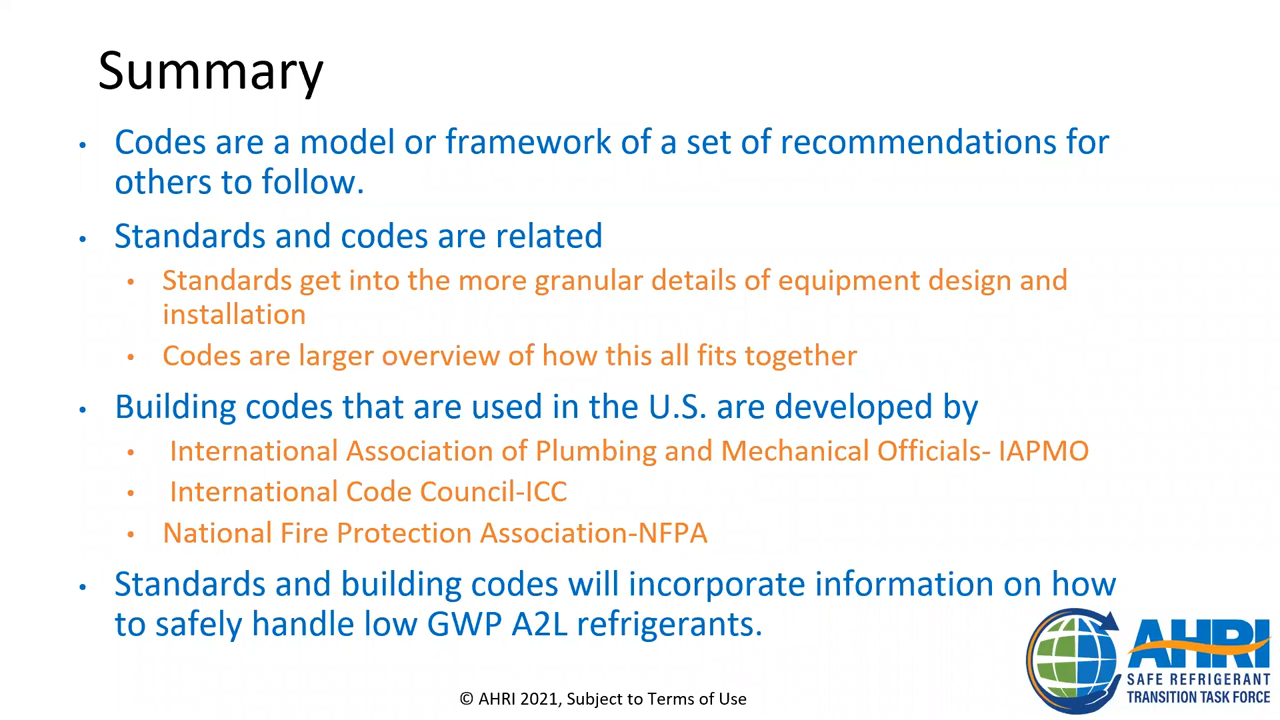 Summary
• Codes are a model or framework of a set of recommendations for
others to follow.
• Standards and codes are related
• Standards get into the more granular details of equipment design and
installation
• Codes are larger overview of how this all fits together
• Building codes that are used in the U.S. are developed by
• International Association of Plumbing and Mechanical Officials- IAPMO
• International Code Council-ICC
• National Fire Protection Association-NFPA
• Standards and building codes will incorporate information on how
to safely handle low GWP A2L refrigerants.
AHRI
SAFE REFRIGERANT
TRANSITION TASK FORCE
© AHRI 2021, Subject to Terms of Use